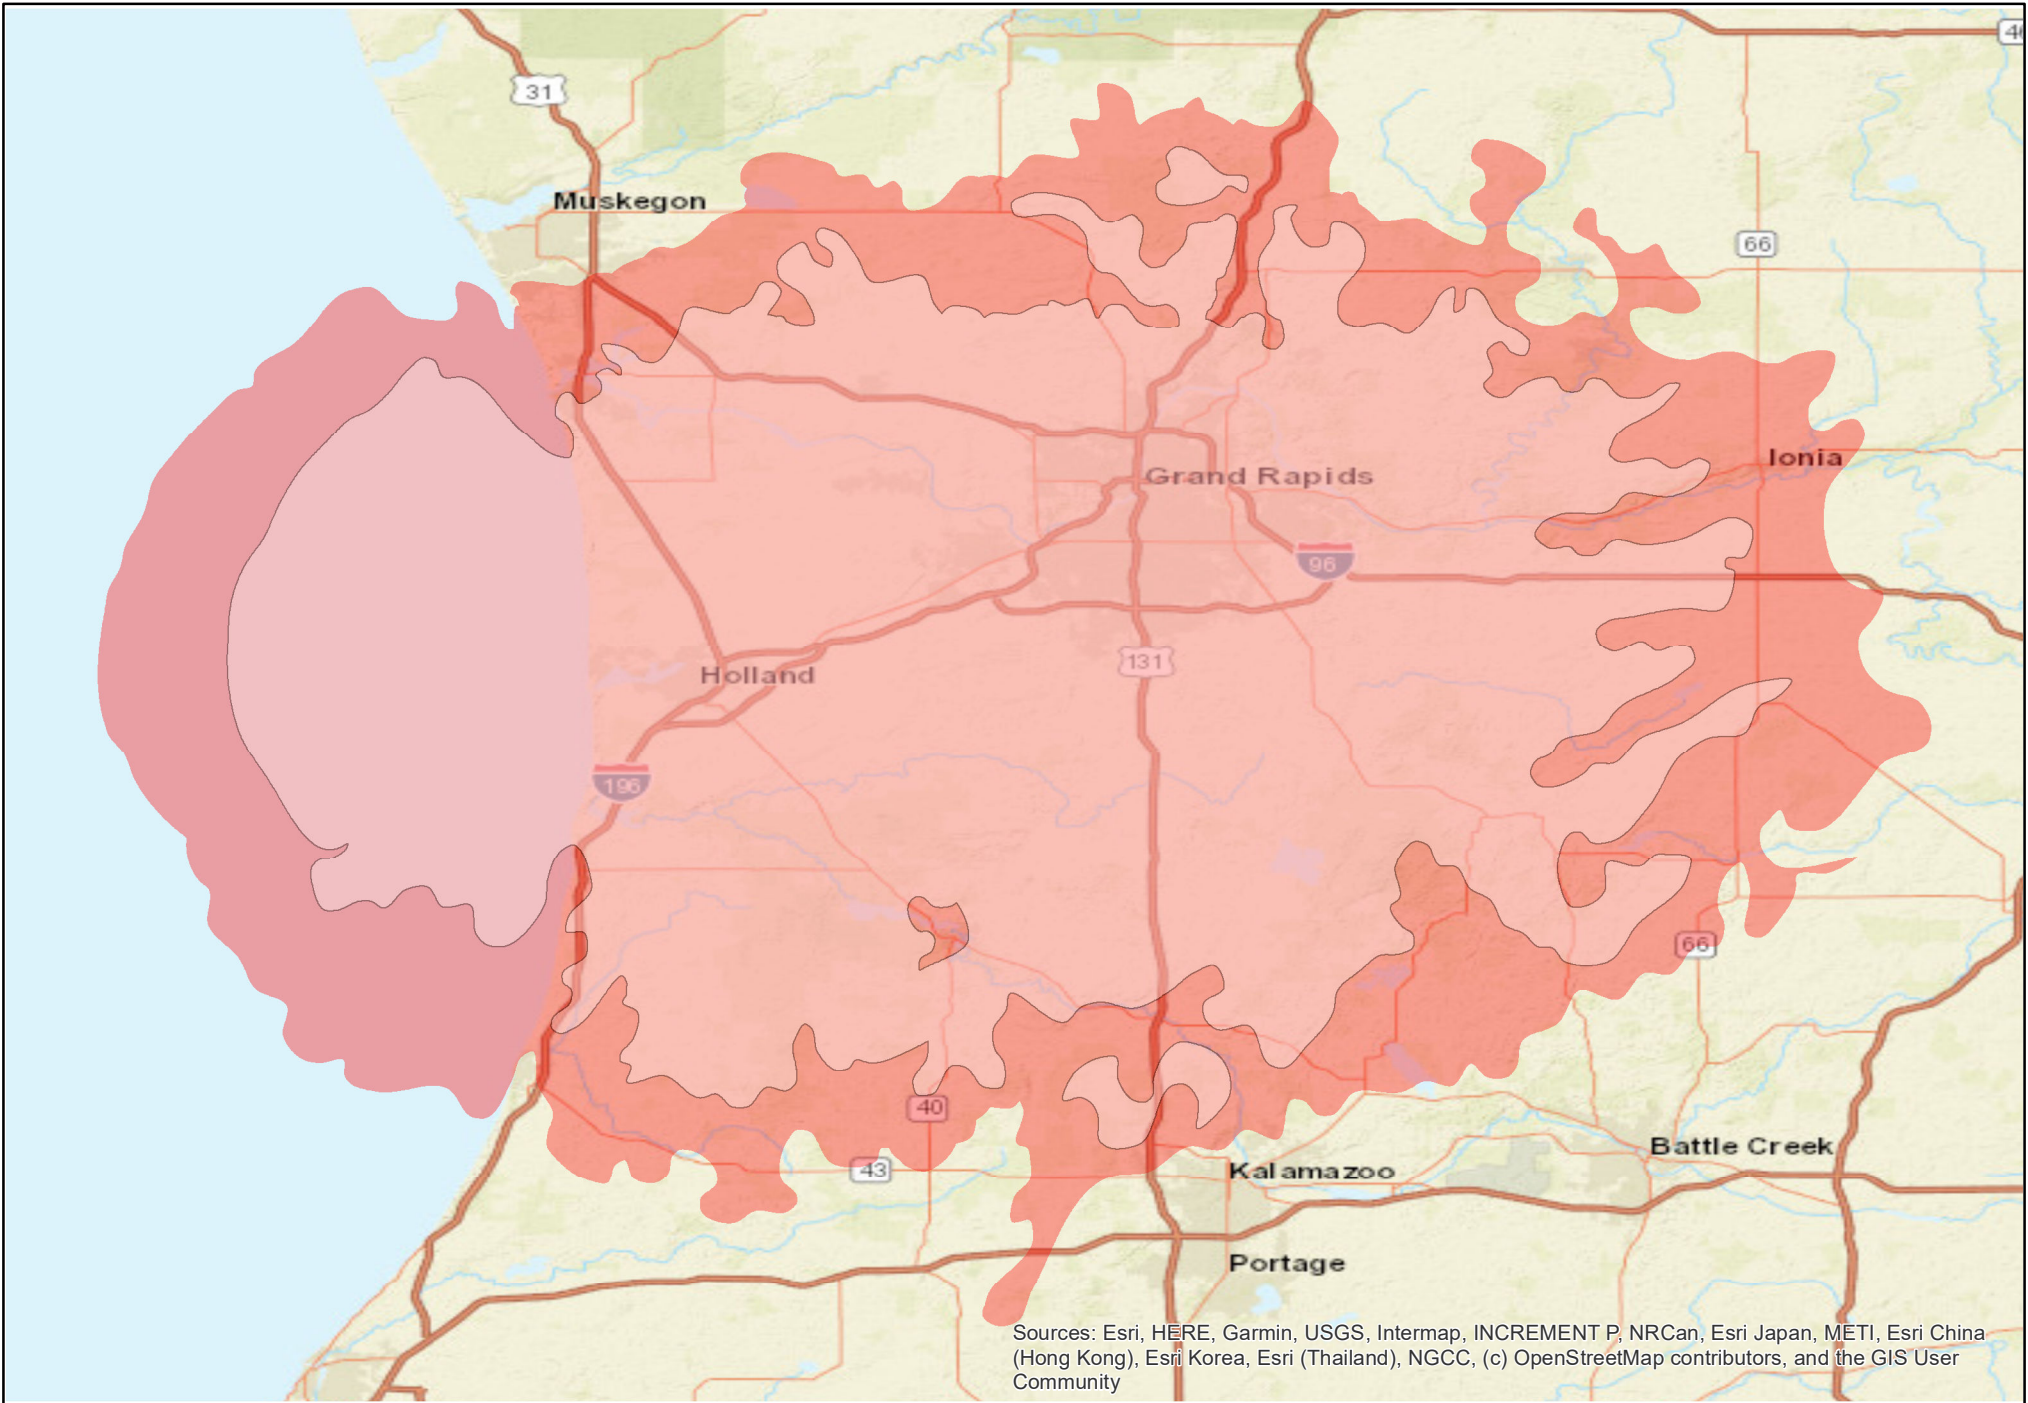 46
31
Muskegon
66
Ionia
Grand Rapids
96
131
Holland
196
66
40
Battle Creek
43
Kalamazoo
Portage
Sources: Esri, HERE, Garmin, USGS, Intermap, INCREMENT P, NRCan, Esri Japan, METI, Esri China
(Hong Kong), Esri Korea, Esri (Thailand), NGCC, (c) OpenStreetMap contributors, and the GIS User
Community